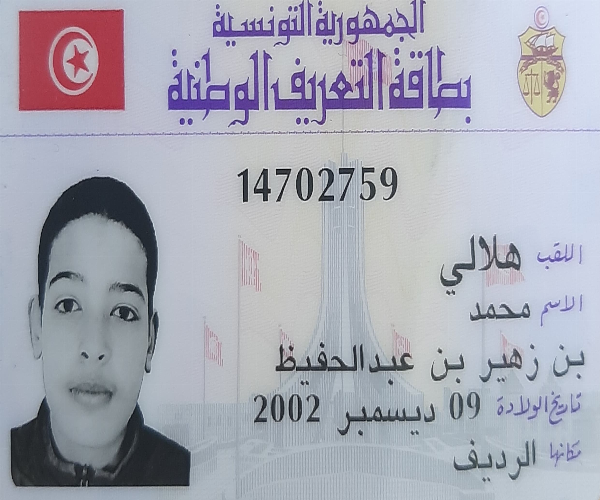 الجمهورية التونسية
بطاقة التعريف الوطنية
14702759
اللقب هلالي
الاسم محمد
بن زهير بن عبدالحفيظ
تاريخ الولادة 09 ديسمبر 2002
مكانها الرديف